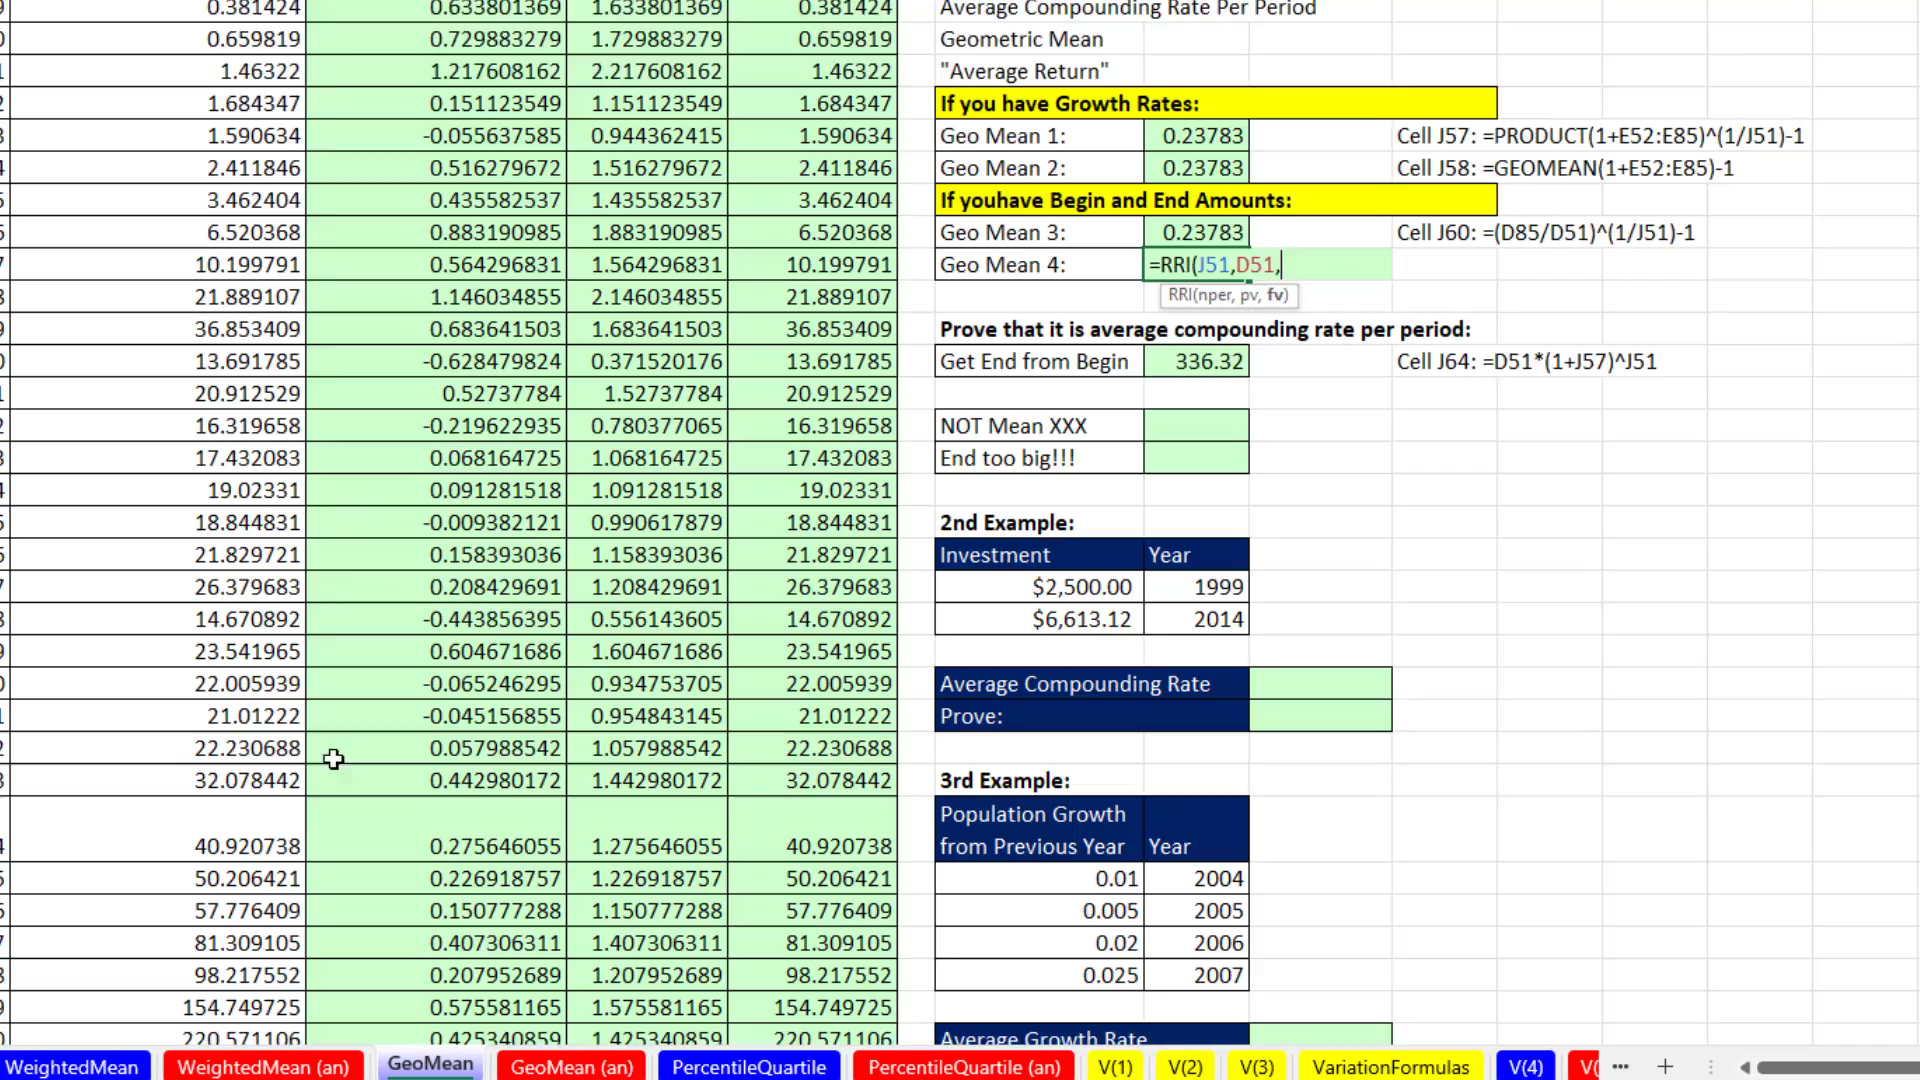 0.381424 0.633801369 1.633801369 0.381424 Average Compounding Rate Per Period
0.659819 0.729883279 1.729883279 0.659819 Geometric Mean
1.46322 1.217608162 2.217608162 1.46322 "Average Return"
1.684347 0.151123549 1.151123549 1.684347 If you have Growth Rates:
1.590634 -0.055637585 0.944362415 1.590634 Geo Mean 1: 0.23783 Cell J57: =PRODUCT(1+E52:E85)^(1/J51)-1
2.411846 0.516279672 1.516279672 2.411846 Geo Mean 2: 0.23783 Cell J58: =GEOMEAN(1+E52:E85)-1
3.462404 0.435582537 1.435582537 3.462404 If youhave Begin and End Amounts:
6.520368 0.883190985 1.883190985 6.520368 Geo Mean 3: 0.23783 Cell J60: =(D85/D51)^(1/J51)-1
10.199791 0.564296831 1.564296831 10.199791 Geo Mean 4: =RRI(J51,D51,
21.889107 1.146034855 2.146034855 21.889107 RRI(nper, pv, fv)
36.853409 0.683641503 1.683641503 36.853409 Prove that it is average compounding rate per period:
13.691785 -0.628479824 0.371520176 13.691785 Get End from Begin 336.32 Cell J64: =D51*(1+J57)^J51
20.912529 0.52737784 1.52737784 20.912529
16.319658 -0.219622935 0.780377065 16.319658 NOT Mean XXX
17.432083 0.068164725 1.068164725 17.432083 End too big!!!
19.02331 0.091281518 1.091281518 19.02331
18.844831 -0.009382121 0.990617879 18.844831 2nd Example:
21.829721 0.158393036 1.158393036 21.829721 Investment Year
26.379683 0.208429691 1.208429691 26.379683 $2,500.00 1999
14.670892 -0.443856395 0.556143605 14.670892 $6,613.12 2014
23.541965 0.604671686 1.604671686 23.541965
22.005939 -0.065246295 0.934753705 22.005939 Average Compounding Rate
21.01222 -0.045156855 0.954843145 21.01222 Prove:
22.230688 0.057988542 1.057988542 22.230688
32.078442 0.442980172 1.442980172 32.078442 3rd Example:
Population Growth
40.920738 0.275646055 1.275646055 40.920738 from Previous Year Year
50.206421 0.226918757 1.226918757 50.206421 0.01 2004
57.776409 0.150777288 1.150777288 57.776409 0.005 2005
81.309105 0.407306311 1.407306311 81.309105 0.02 2006
98.217552 0.207952689 1.207952689 98.217552 0.025 2007
154.749725 0.575581165 1.575581165 154.749725
220.571106 0.425340859 1.425340859 220.571106 Average Growth Rate
WeightedMean WeightedMean (an) GeoMean GeoMean (an) PercentileQuartile PercentileQuartile (an) V(1) V(2) V(3) VariationFormulas V(4) V(